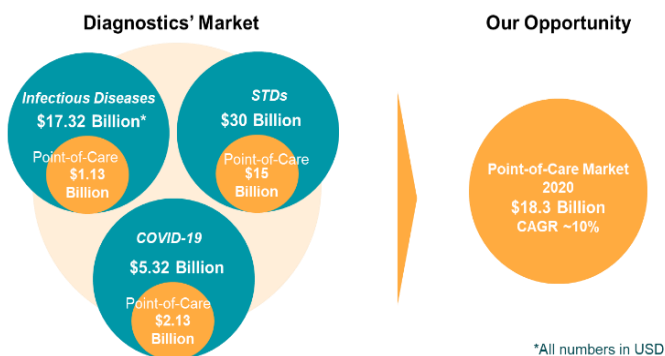 Diagnostics' Market
Infectious Diseases
$17.32 Billion*
Point-of-Care
$1.13
Billion
STDs
$30 Billion
Point-of-Care
$15
Billion
COVID-19
$5.32 Billion
Point-of-Care
$2.13
Billion
Our Opportunity
Point-of-Care Market
2020
$18.3 Billion
CAGR ~10%
*All numbers in USD